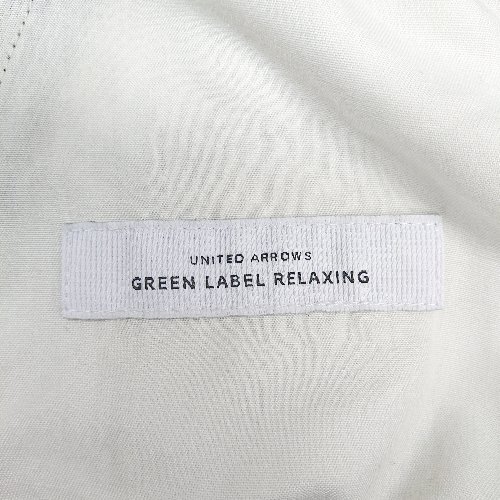 UNITED ARROWS
GREEN LABEL RELAXING